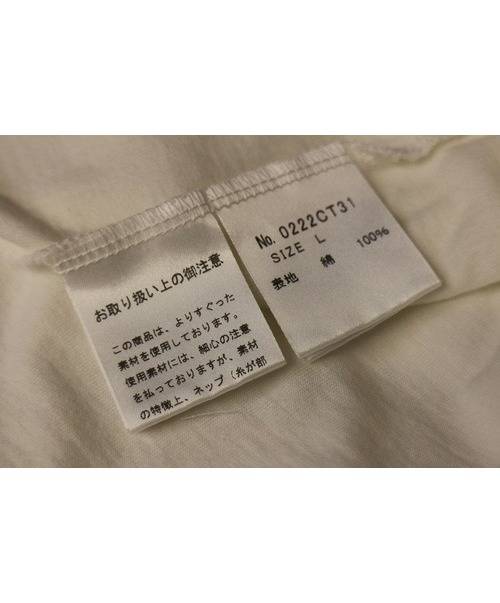 お取り扱い上の御注意
この商品は、よりすぐった
素材を使用しております。
使用素材には、細心の注意
を払っておりますが、素材
の特徴上、ネップ（糸が部
No. 0222CT31
SIZE L
表地 綿 100%